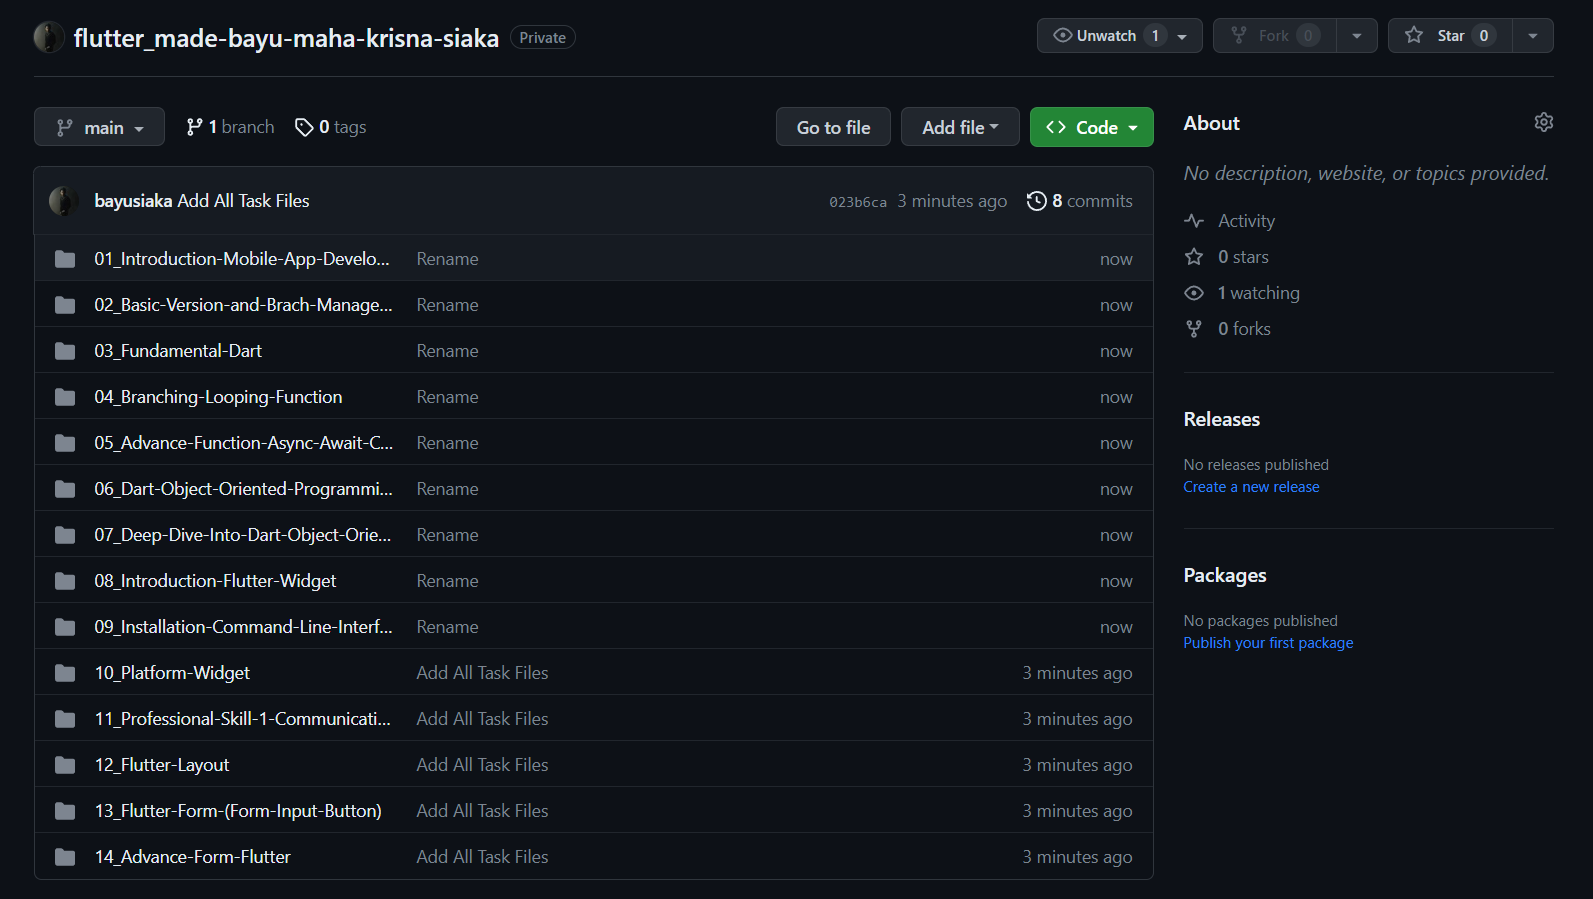 flutter_made-bayu-maha-krisna-siaka Private Unwatch 1 Fork 0 Star 0
main 1 branch 0 tags Go to file Add file Code
bayusiaka Add All Task Files 023b6ca 3 minutes ago 8 commits
01_Introduction-Mobile-App-Develo... Rename now
02_Basic-Version-and-Brach-Manage... Rename now
03_Fundamental-Dart Rename now
04_Branching-Looping-Function Rename now
05_Advance-Function-Async-Await-C... Rename now
06_Dart-Object-Oriented-Programmi... Rename now
07_Deep-Dive-Into-Dart-Object-Orie... Rename now
08_Introduction-Flutter-Widget Rename now
09_Installation-Command-Line-Interf... Rename now
10_Platform-Widget Add All Task Files 3 minutes ago
11_Professional-Skill-1-Communicati... Add All Task Files 3 minutes ago
12_Flutter-Layout Add All Task Files 3 minutes ago
13_Flutter-Form-(Form-Input-Button) Add All Task Files 3 minutes ago
14_Advance-Form-Flutter Add All Task Files 3 minutes ago
About
No description, website, or topics provided.
Activity
0 stars
1 watching
0 forks
Releases
No releases published
Create a new release
Packages
No packages published
Publish your first package